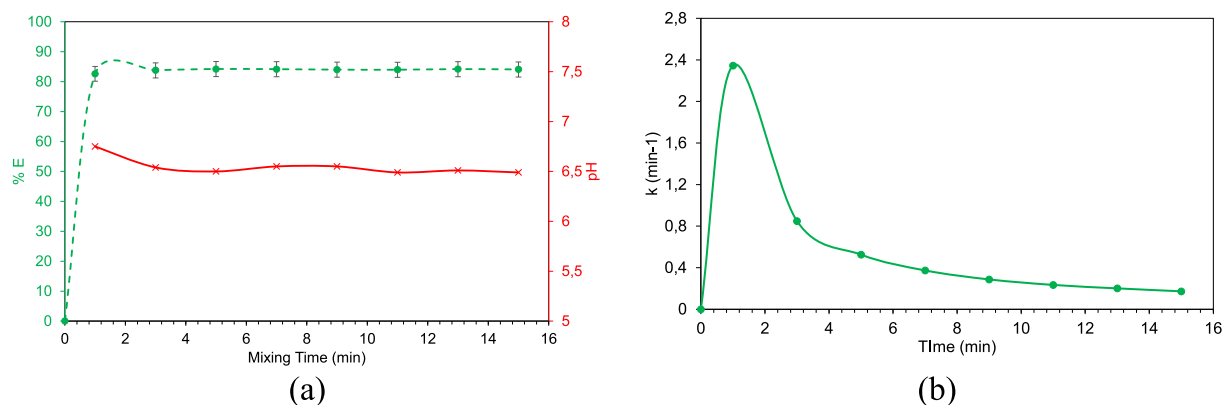 100
90
80
70
60
50
40
30
20
10
0
% E
8
7,5
7
6,5
6
5,5
5
pH
0 2 4 6 8 10 12 14 16
Mixing Time (min)
(a)
2,8
2,4
2
1,6
1,2
0,8
0,4
0
k (min-1)
0 2 4 6 8 10 12 14 16
TIme (min)
(b)